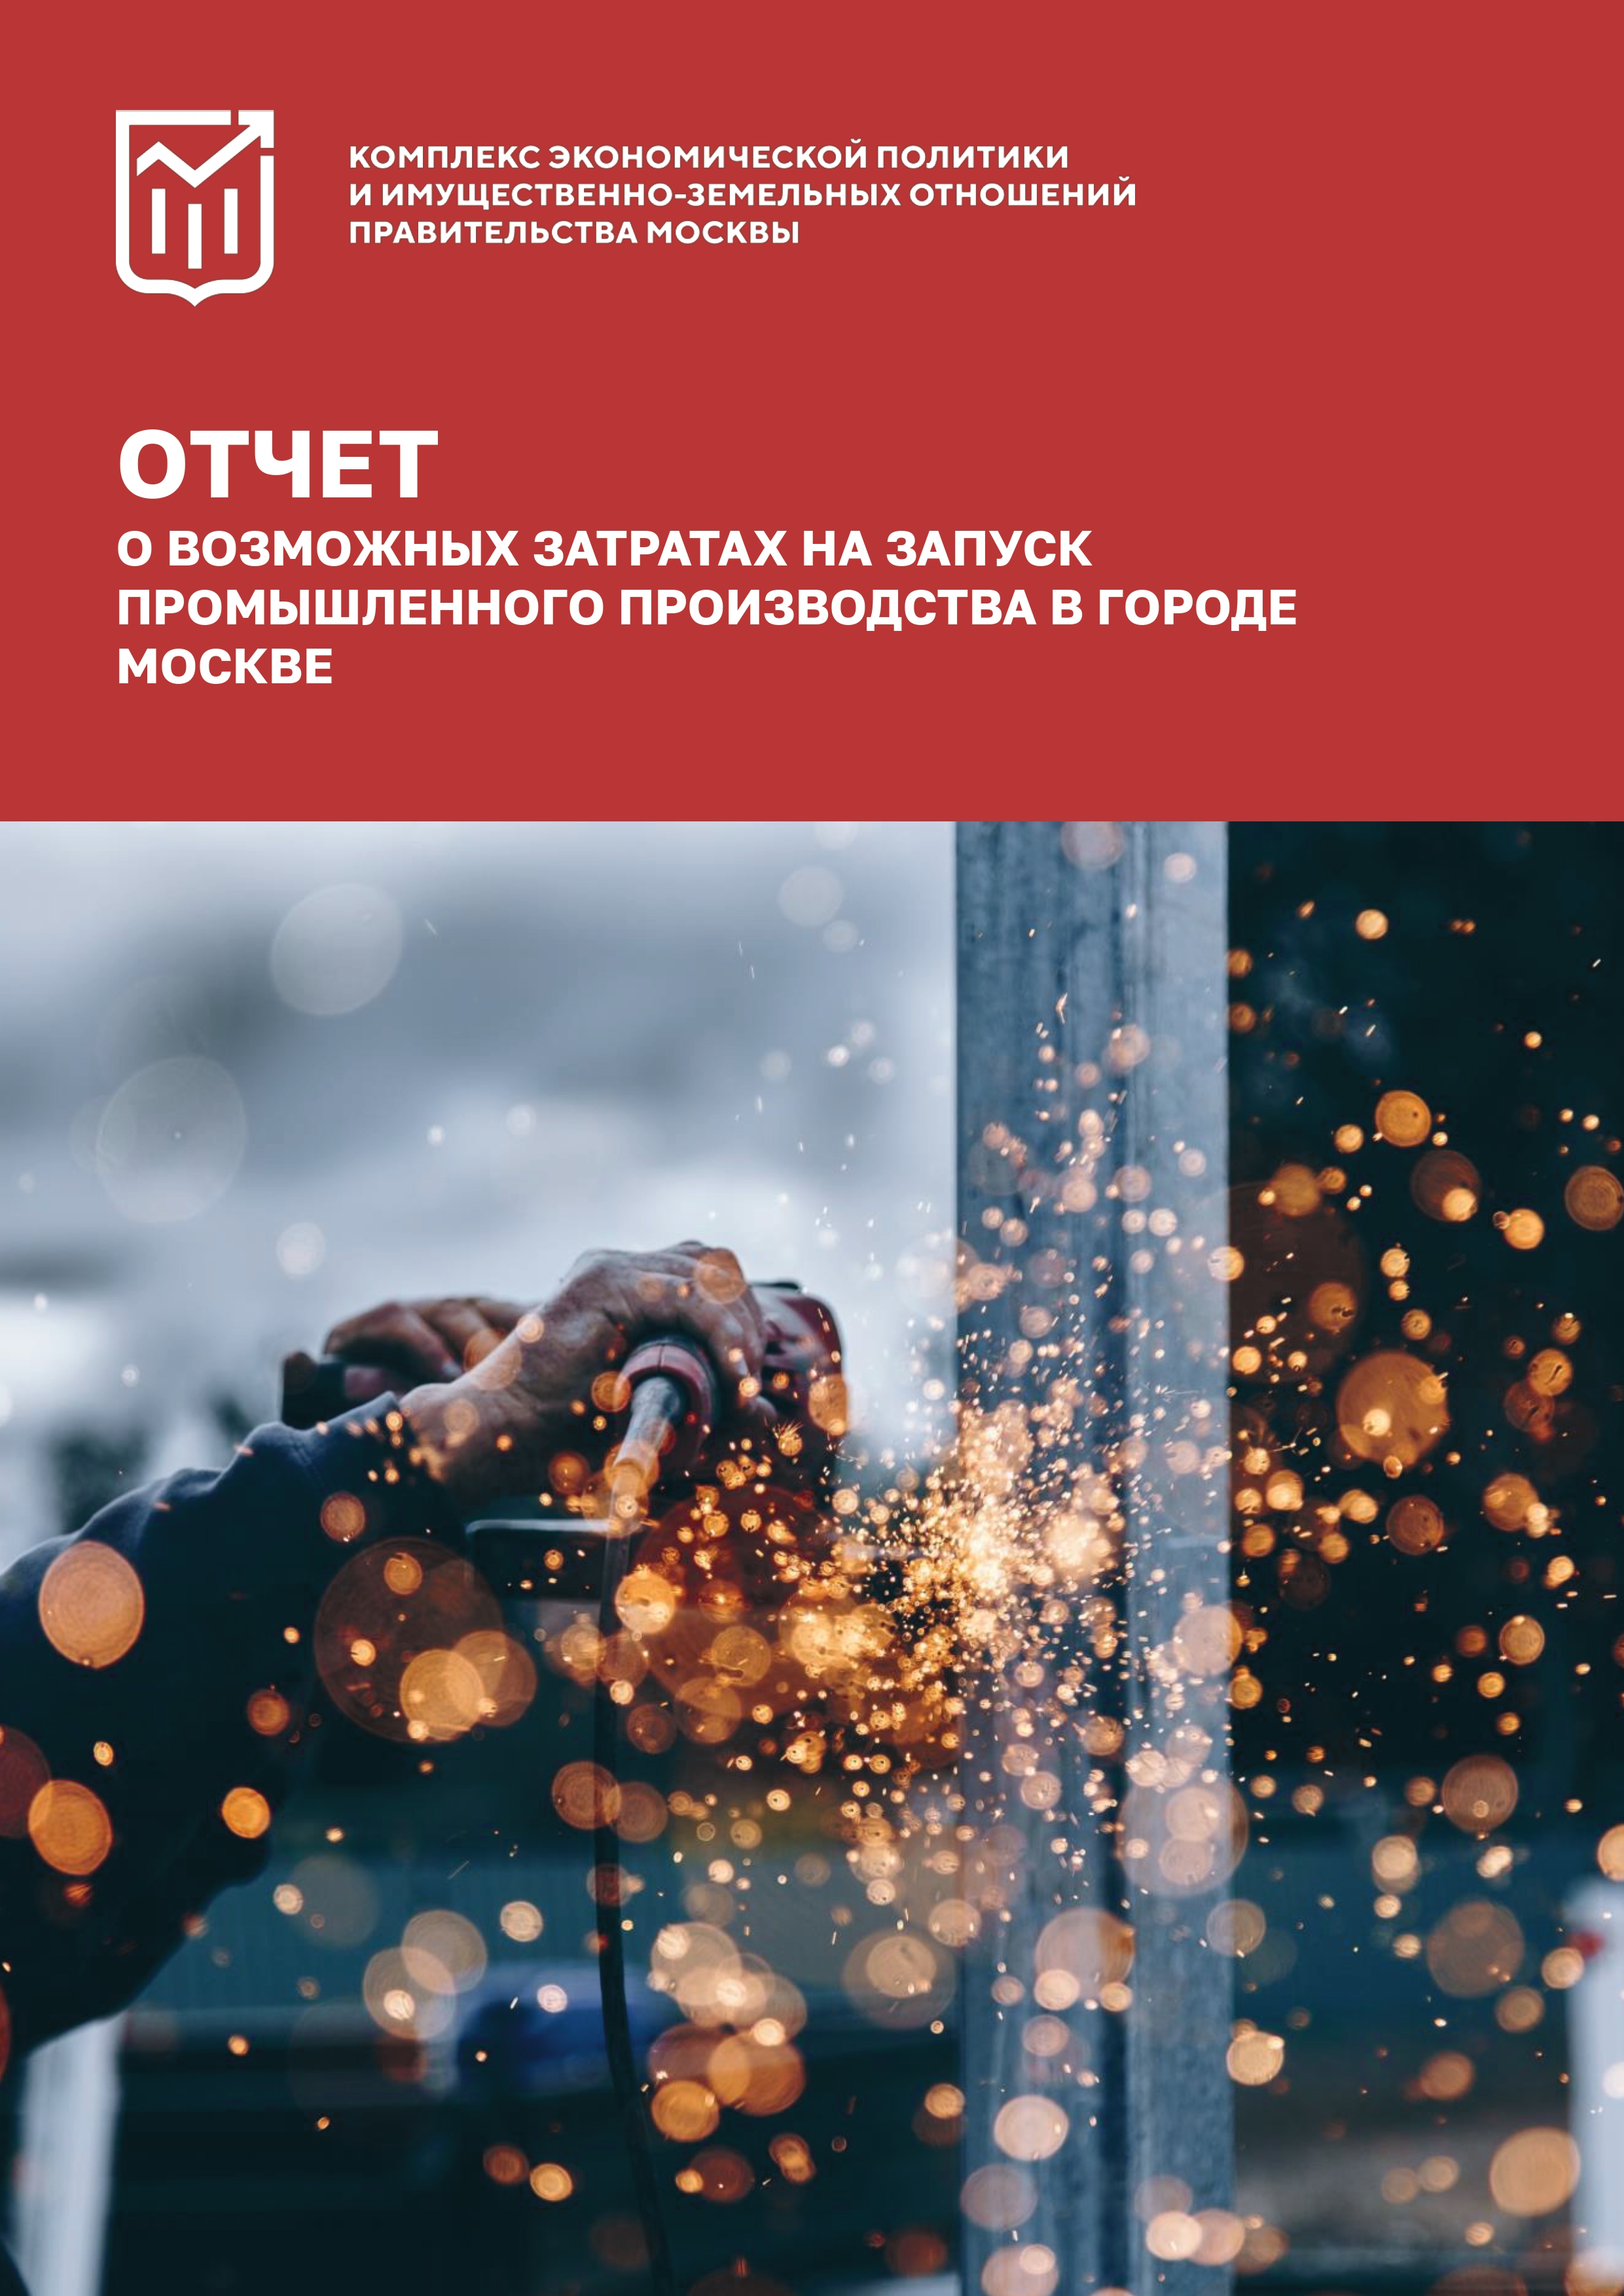 КОМПЛЕКС ЭКОНОМИЧЕСКОЙ ПОЛИТИКИ
И ИМУЩЕСТВЕННО-ЗЕМЕЛЬНЫХ ОТНОШЕНИЙ
ПРАВИТЕЛЬСТВА МОСКВЫ
ОТЧЕТ
О ВОЗМОЖНЫХ ЗАТРАТАХ НА ЗАПУСК
ПРОМЫШЛЕННОГО ПРОИЗВОДСТВА В ГОРОДЕ
МОСКВЕ